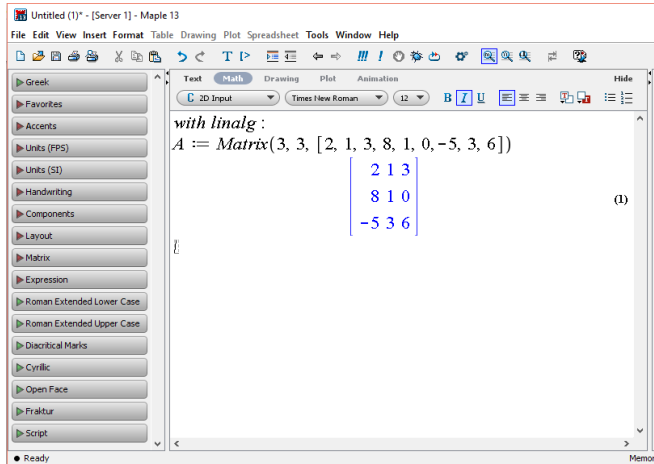 Untitled (1)* - [Server 1] - Maple 13
File Edit View Insert Format Table Drawing Plot Spreadsheet Tools Window Help
Text Math Drawing Plot Animation Hide
C 2D Input Times New Roman 12 B I U
Greek
Favorites
Accents
Units (FPS)
Units (SI)
Handwriting
Components
Layout
Matrix
Expression
Roman Extended Lower Case
Roman Extended Upper Case
Diacritical Marks
Cyrillic
Open Face
Fraktur
Script
with linalg :
A := Matrix(3, 3, [2, 1, 3, 8, 1, 0, -5, 3, 6])
2 1 3
8 1 0
-5 3 6
(1)
Ready
Memor